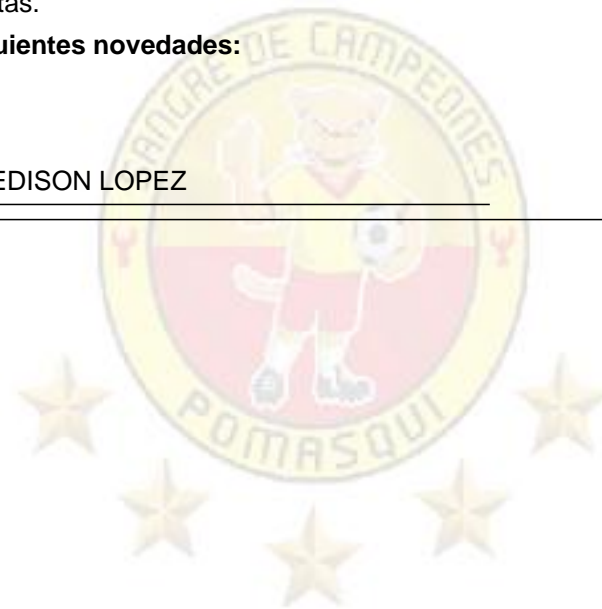 tas.
uientes novedades:
SANGRE DE CAMPEONES
EDISON LOPEZ
POMASQUI